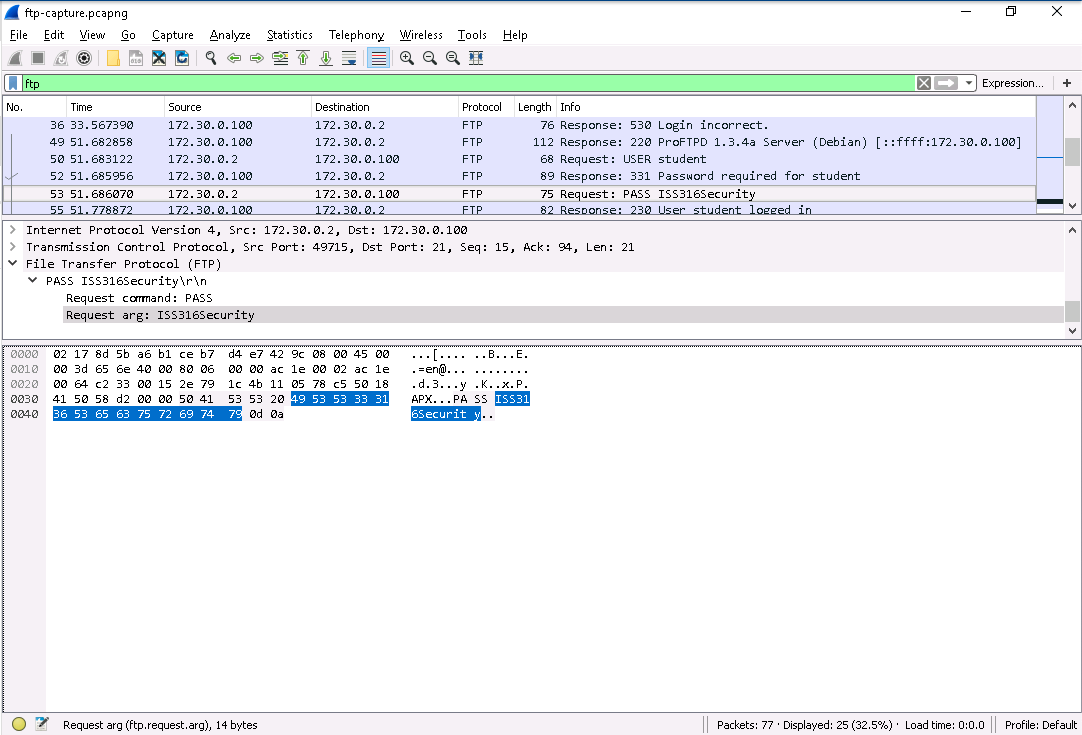 ftp-capture.pcapng
File Edit View Go Capture Analyze Statistics Telephony Wireless Tools Help
ftp Expression... +
No. Time Source Destination Protocol Length Info
36 33.567390 172.30.0.100 172.30.0.2 FTP 76 Response: 530 Login incorrect.
49 51.682858 172.30.0.100 172.30.0.2 FTP 112 Response: 220 ProFTPD 1.3.4a Server (Debian) [::ffff:172.30.0.100]
50 51.683122 172.30.0.2 172.30.0.100 FTP 68 Request: USER student
52 51.685956 172.30.0.100 172.30.0.2 FTP 89 Response: 331 Password required for student
53 51.686070 172.30.0.2 172.30.0.100 FTP 75 Request: PASS ISS316Security
55 51.778872 172.30.0.100 172.30.0.2 FTP 82 Response: 230 User student logged in
Internet Protocol Version 4, Src: 172.30.0.2, Dst: 172.30.0.100
Transmission Control Protocol, Src Port: 49715, Dst Port: 21, Seq: 15, Ack: 94, Len: 21
File Transfer Protocol (FTP)
PASS ISS316Security\r\n
Request command: PASS
Request arg: ISS316Security
0000 02 17 8d 5b a6 b1 ce b7 d4 e7 42 9c 08 00 45 00 ...[.... ..B...E.
0010 00 3d 65 6e 40 00 80 06 00 00 ac 1e 00 02 ac 1e .=en@... ........
0020 00 64 c2 33 00 15 2e 79 1c 4b 11 05 78 c5 50 18 .d.3...y .K..x.P.
0030 41 50 58 d2 00 00 50 41 53 53 20 49 53 53 33 31 APX...PA SS ISS31
0040 36 53 65 63 75 72 69 74 79 0d 0a 6Securit y..
Request arg (ftp.request.arg), 14 bytes Packets: 77 · Displayed: 25 (32.5%) · Load time: 0:0.0 Profile: Default